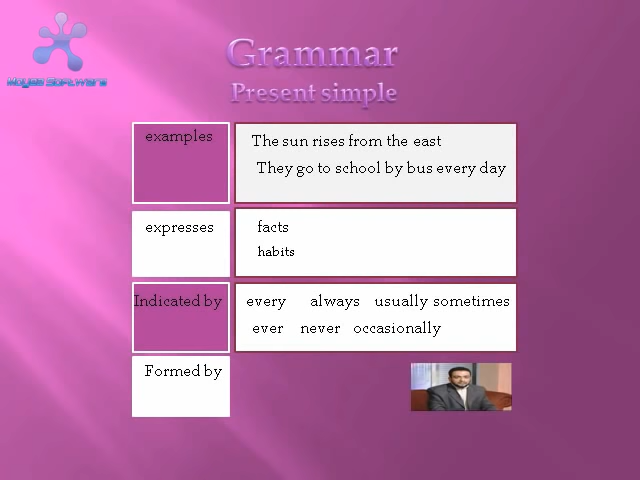 Grammar
Present simple
examples
The sun rises from the east
They go to school by bus every day
expresses
facts
habits
Indicated by
every always usually sometimes
ever never occasionally
Formed by